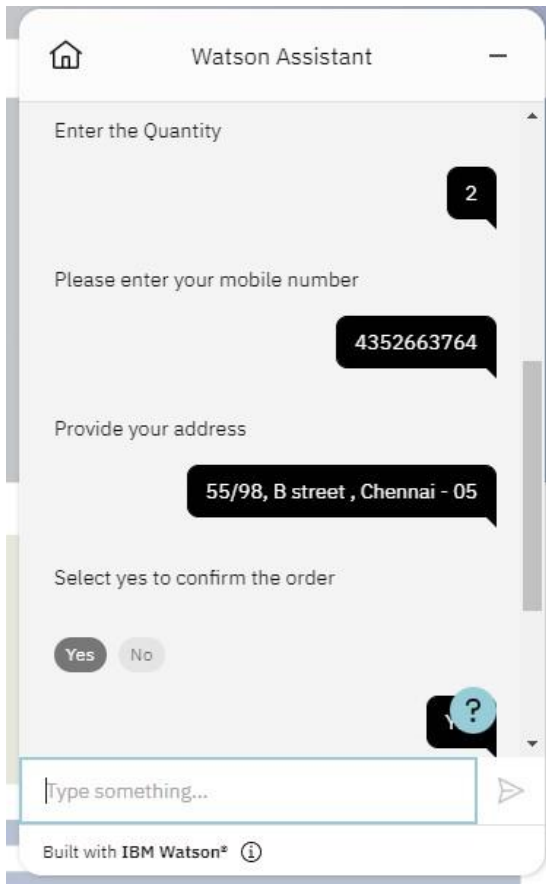 Watson Assistant
Enter the Quantity
2
Please enter your mobile number
4352663764
Provide your address
55/98, B street , Chennai - 05
Select yes to confirm the order
Yes No
?
Type something...
Built with IBM Watson®